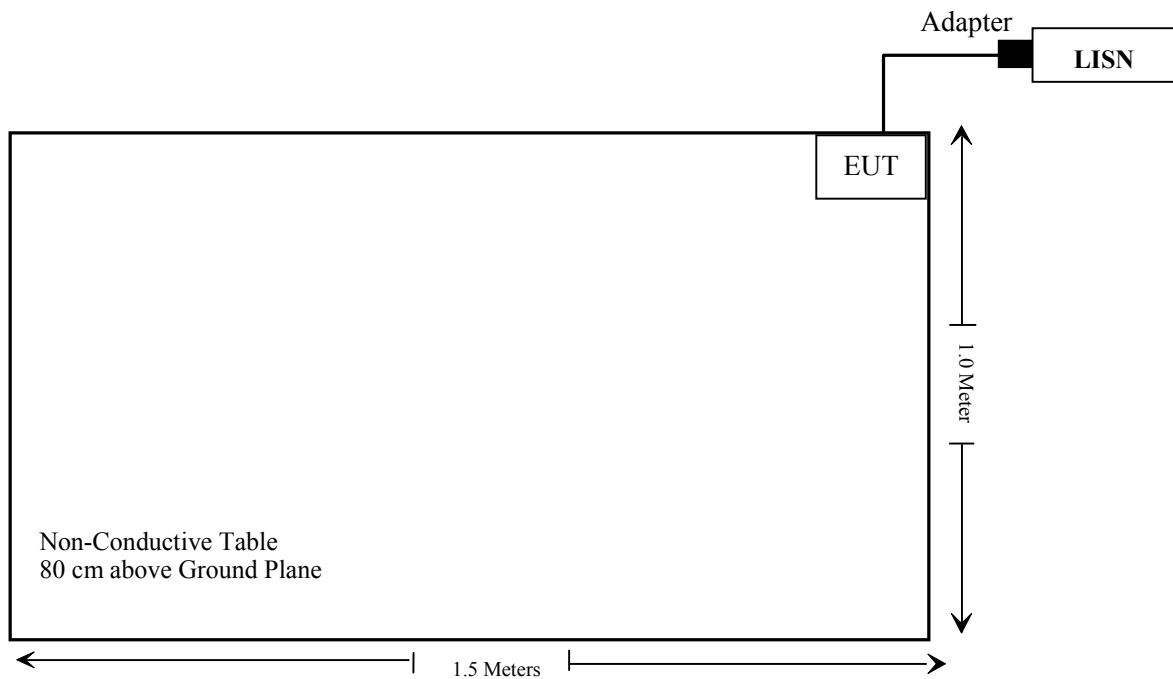 Adapter
LISN
EUT
1.0 Meter
Non-Conductive Table
80 cm above Ground Plane
1.5 Meters